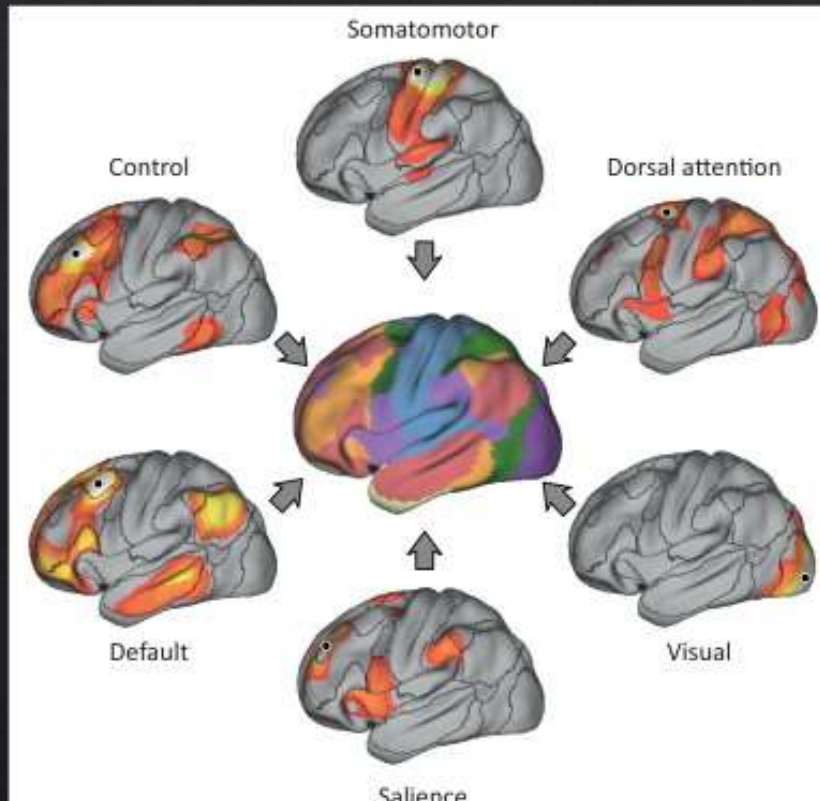 Somatomotor
Control
Dorsal attention
Default
Visual
Salience